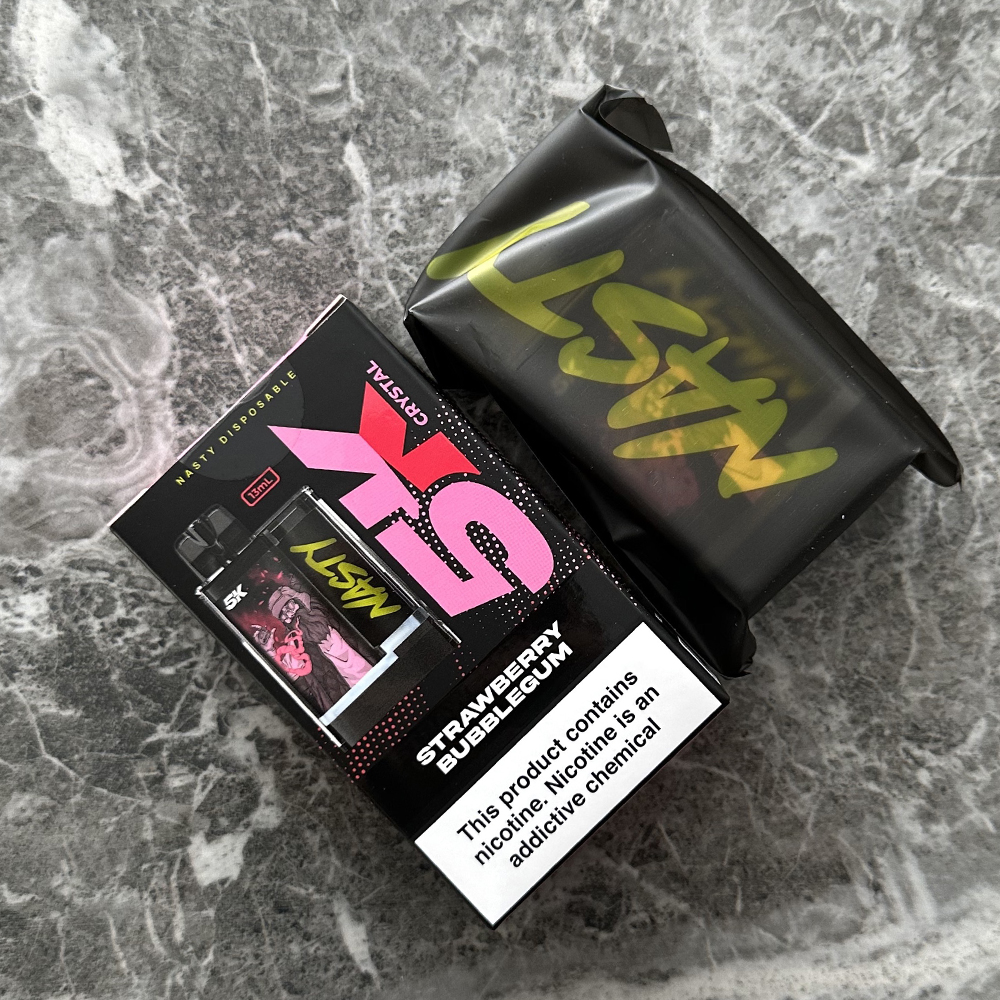 NASTY
NASTY DISPOSABLE
13mL
5K
CRYSTAL
5K
NASTY
STRAWBERRY
BUBBLEGUM
This product contains
nicotine. Nicotine is an
addictive chemical